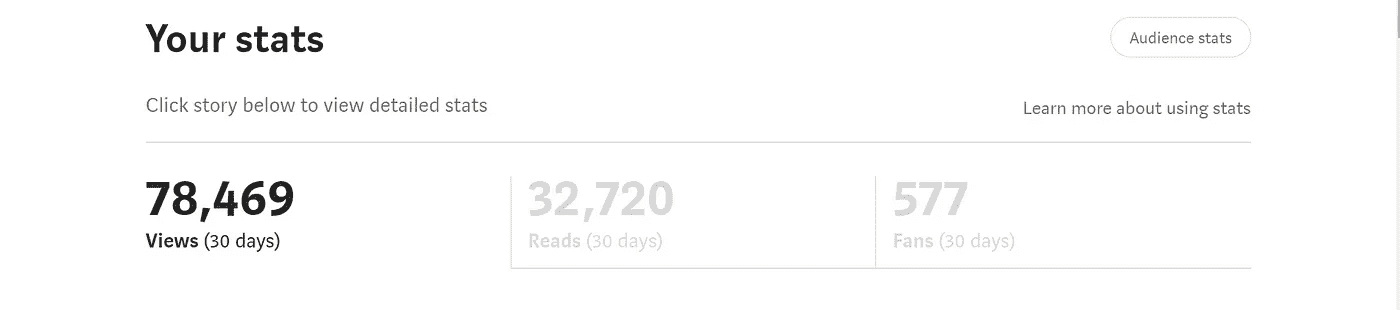 Your stats
Audience stats
Click story below to view detailed stats
Learn more about using stats
78,469
Views (30 days)
32,720
Reads (30 days)
577
Fans (30 days)